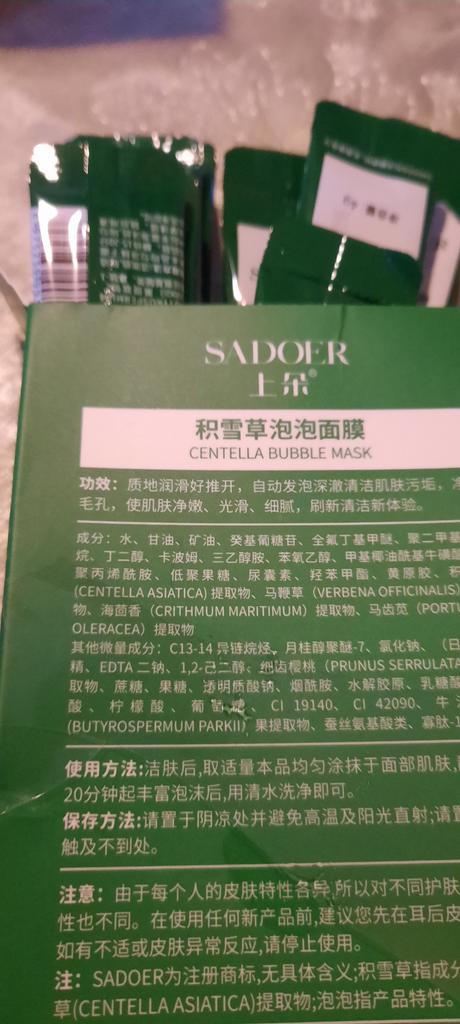 SADOER
上朵®
积雪草泡泡面膜
CENTELLA BUBBLE MASK
功效：质地润滑好推开，自动发泡深澈清洁肌肤污垢，净
毛孔，使肌肤净嫩、光滑、细腻，刷新清洁新体验。
成分：水、甘油、矿油、癸基葡糖苷、全氟丁基甲醚、聚二甲基
烷、丁二醇、卡波姆、三乙醇胺、苯氧乙醇、甲基椰油酰基牛磺酸
聚丙烯酰胺、低聚果糖、尿囊素、羟苯甲酯、黄原胶、积
(CENTELLA ASIATICA) 提取物、马鞭草（VERBENA OFFICINALIS)
物、海茴香（CRITHMUM MARITIMUM）提取物、马齿苋（PORTU
OLERACEA）提取物
其他微量成分：C13-14 异链烷烃、月桂醇聚醚-7、氯化钠、（日
精、EDTA 二钠、1,2-己二醇、细齿樱桃（PRUNUS SERRULATA
取物、蔗糖、果糖、透明质酸钠、烟酰胺、水解胶原、乳糖酸
酸、柠檬酸、葡萄糖、CI 19140、CI 42090、牛
(BUTYROSPERMUM PARKII）果提取物、蚕丝氨基酸类、寡肽-1
使用方法:洁肤后,取适量本品均匀涂抹于面部肌肤,
20分钟起丰富泡沫后,用清水洗净即可。
保存方法:请置于阴凉处并避免高温及阳光直射;请置
触及不到处。
注意：由于每个人的皮肤特性各异,所以对不同护肤
性也不同。在使用任何新产品前,建议您先在耳后皮
如有不适或皮肤异常反应,请停止使用。
注：SADOER为注册商标,无具体含义;积雪草指成分
草(CENTELLA ASIATICA)提取物;泡泡指产品特性。